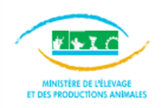 MINISTÈRE DE L'ÉLEVAGE
ET DES PRODUCTIONS ANIMALES